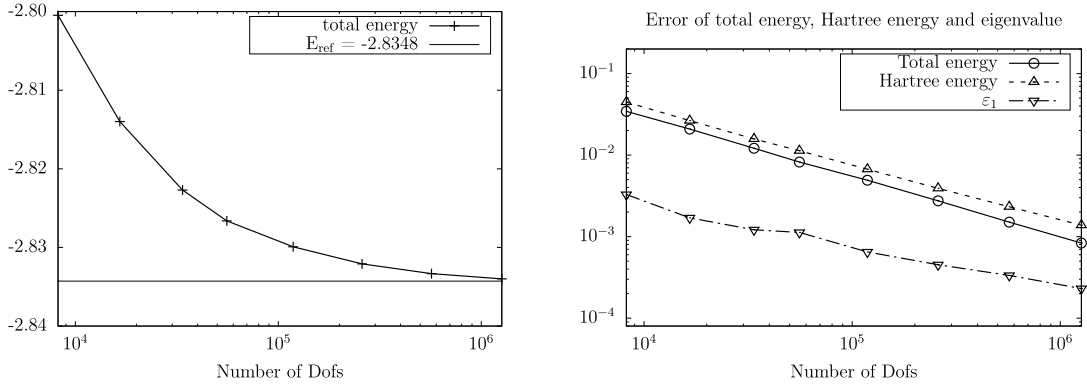 -2.80
-2.81
-2.82
-2.83
-2.84
10^4
10^5
10^6
Number of Dofs
total energy
E_ref = -2.8348
Error of total energy, Hartree energy and eigenvalue
10^-1
10^-2
10^-3
10^-4
10^4
10^5
10^6
Number of Dofs
Total energy
Hartree energy
ε_1